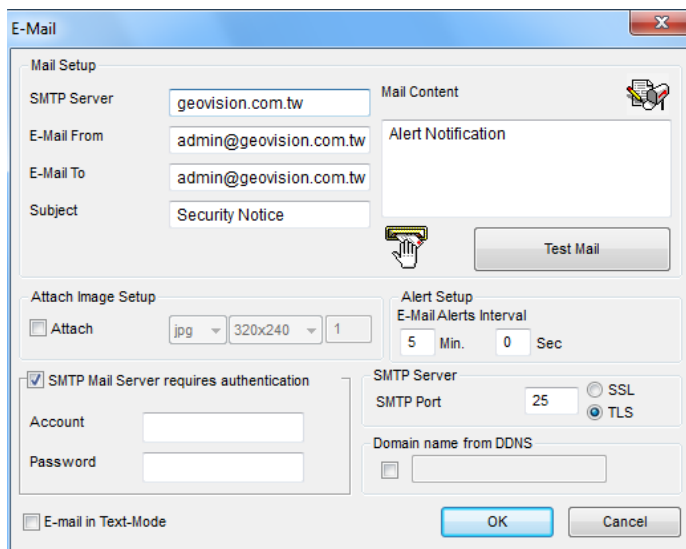 E-Mail
Mail Setup
SMTP Server
geovision.com.tw
E-Mail From
admin@geovision.com.tw
E-Mail To
admin@geovision.com.tw
Subject
Security Notice
Mail Content
Alert Notification
Test Mail
Attach Image Setup
Attach
jpg
320x240
1
Alert Setup
E-Mail Alerts Interval
5 Min. 0 Sec
SMTP Mail Server requires authentication
Account
Password
SMTP Server
SMTP Port
25
SSL
TLS
Domain name from DDNS
E-mail in Text-Mode
OK
Cancel